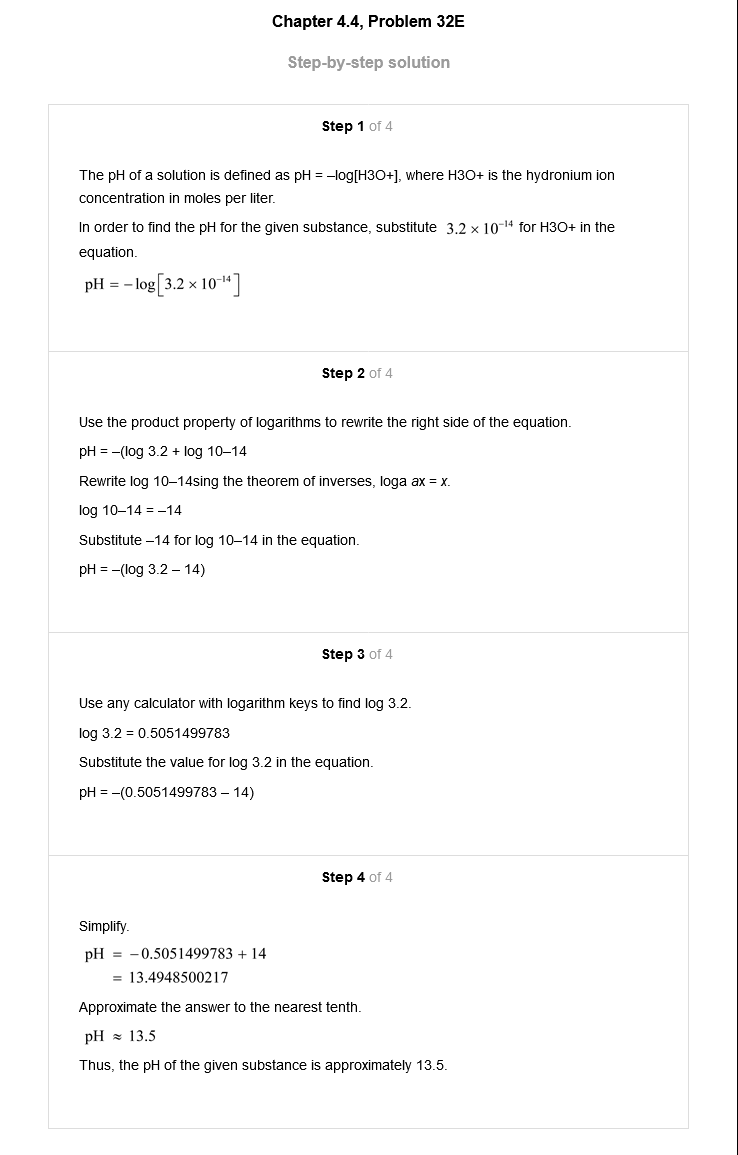 Chapter 4.4, Problem 32E
Step-by-step solution
Step 1 of 4
The pH of a solution is defined as pH = –log[H3O+], where H3O+ is the hydronium ion
concentration in moles per liter.
In order to find the pH for the given substance, substitute 3.2 × 10⁻¹⁴ for H3O+ in the
equation.
pH = − log[3.2 × 10⁻¹⁴]
Step 2 of 4
Use the product property of logarithms to rewrite the right side of the equation.
pH = –(log 3.2 + log 10–14
Rewrite log 10–14sing the theorem of inverses, loga ax = x.
log 10–14 = –14
Substitute –14 for log 10–14 in the equation.
pH = –(log 3.2 – 14)
Step 3 of 4
Use any calculator with logarithm keys to find log 3.2.
log 3.2 = 0.5051499783
Substitute the value for log 3.2 in the equation.
pH = –(0.5051499783 – 14)
Step 4 of 4
Simplify.
pH = −0.5051499783 + 14
= 13.4948500217
Approximate the answer to the nearest tenth.
pH ≈ 13.5
Thus, the pH of the given substance is approximately 13.5.